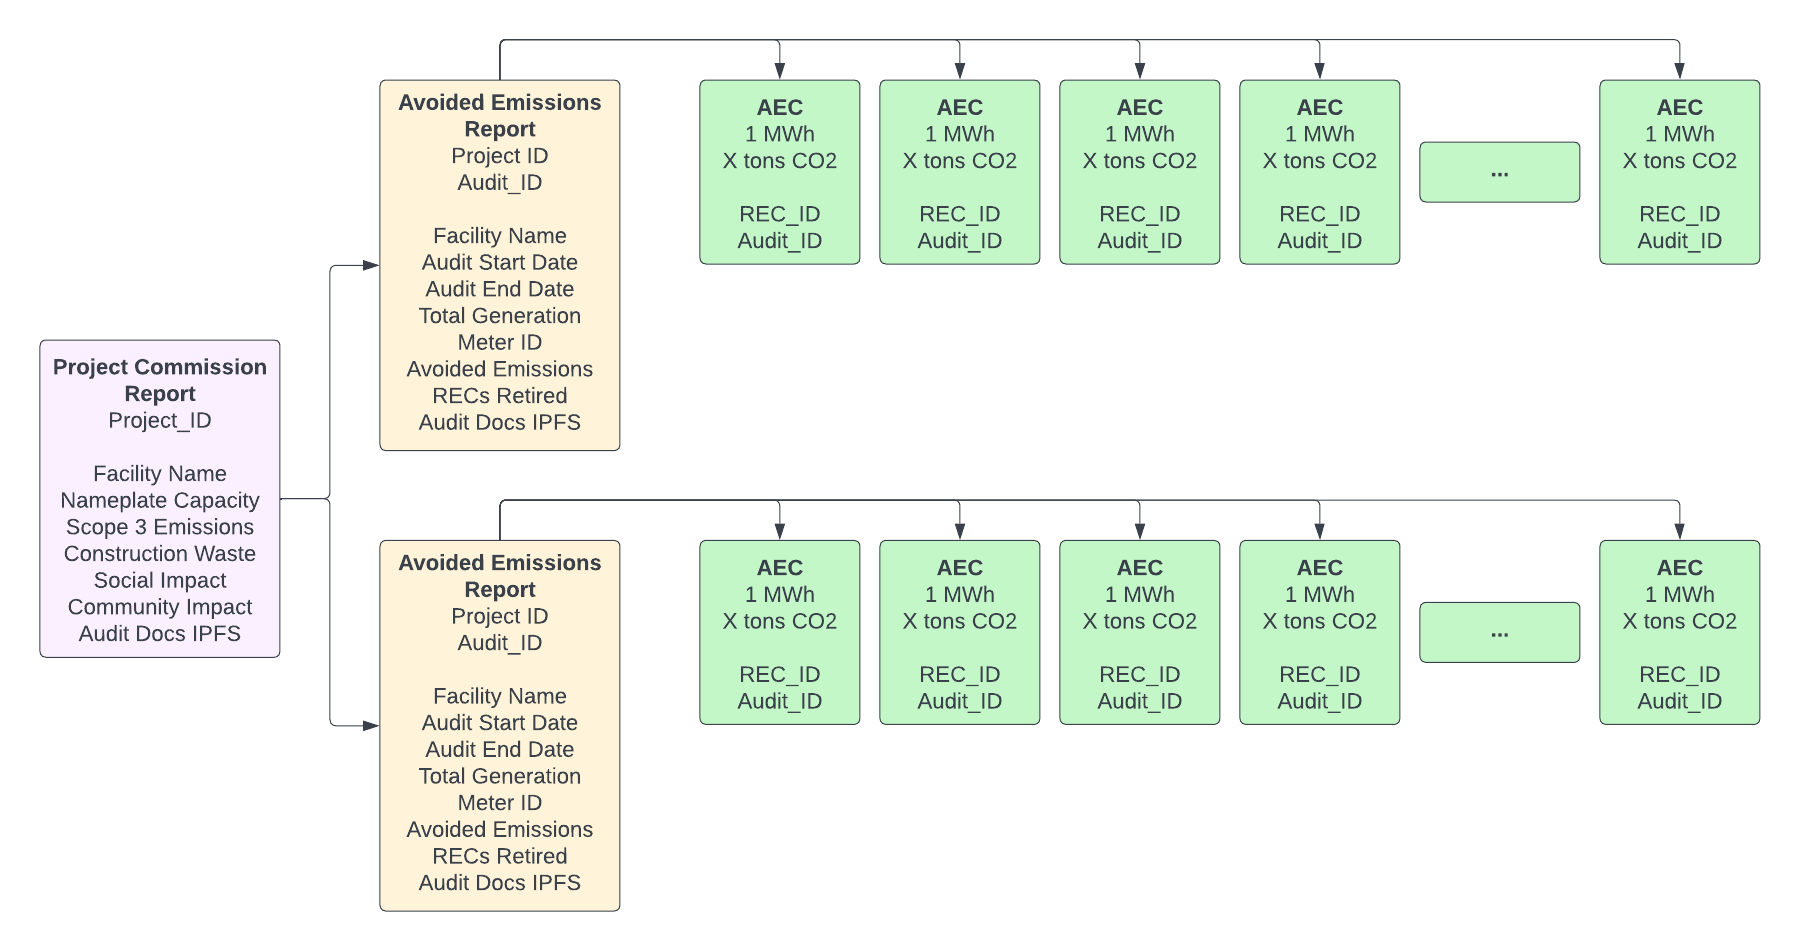 Avoided Emissions
Report
Project ID
Audit_ID
Facility Name
Audit Start Date
Audit End Date
Total Generation
Meter ID
Avoided Emissions
RECs Retired
Audit Docs IPFS
AEC
1 MWh
X tons CO2
REC_ID
Audit_ID
AEC
1 MWh
X tons CO2
REC_ID
Audit_ID
AEC
1 MWh
X tons CO2
REC_ID
Audit_ID
AEC
1 MWh
X tons CO2
REC_ID
Audit_ID
...
AEC
1 MWh
X tons CO2
REC_ID
Audit_ID
Project Commission
Report
Project_ID
Facility Name
Nameplate Capacity
Scope 3 Emissions
Construction Waste
Social Impact
Community Impact
Audit Docs IPFS
Avoided Emissions
Report
Project ID
Audit_ID
Facility Name
Audit Start Date
Audit End Date
Total Generation
Meter ID
Avoided Emissions
RECs Retired
Audit Docs IPFS
AEC
1 MWh
X tons CO2
REC_ID
Audit_ID
AEC
1 MWh
X tons CO2
REC_ID
Audit_ID
AEC
1 MWh
X tons CO2
REC_ID
Audit_ID
AEC
1 MWh
X tons CO2
REC_ID
Audit_ID
...
AEC
1 MWh
X tons CO2
REC_ID
Audit_ID